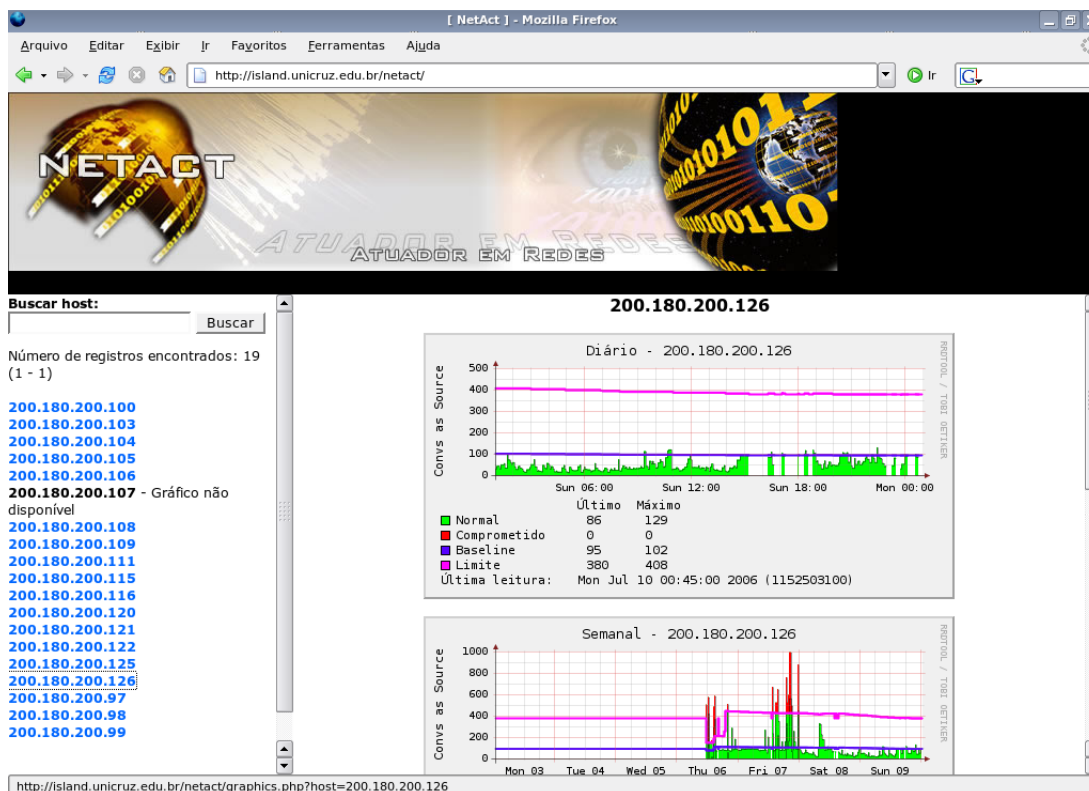 [ NetAct ] - Mozilla Firefox
Arquivo Editar Exibir Ir Favoritos Ferramentas Ajuda
http://island.unicruz.edu.br/netact/ Ir G
NETACT
ATUADOR EM REDES
ATUADOR EM REDES
Buscar host:
Buscar
Número de registros encontrados: 19
(1 - 1)
200.180.200.100
200.180.200.103
200.180.200.104
200.180.200.105
200.180.200.106
200.180.200.107 - Gráfico não
disponível
200.180.200.108
200.180.200.109
200.180.200.111
200.180.200.115
200.180.200.116
200.180.200.120
200.180.200.121
200.180.200.122
200.180.200.125
200.180.200.126
200.180.200.97
200.180.200.98
200.180.200.99
200.180.200.126
Diário - 200.180.200.126
RRDTOOL / TOBI OETIKER
Convs as Source
500
400
300
200
100
0
Sun 06:00 Sun 12:00 Sun 18:00 Mon 00:00
Último Máximo
Normal 86 129
Comprometido 0 0
Baseline 95 102
Limite 380 408
Última leitura: Mon Jul 10 00:45:00 2006 (1152503100)
Semanal - 200.180.200.126
RRDTOOL / TOBI OETIKER
Convs as Source
1000
800
600
400
200
0
Mon 03 Tue 04 Wed 05 Thu 06 Fri 07 Sat 08 Sun 09
http://island.unicruz.edu.br/netact/graphics.php?host=200.180.200.126